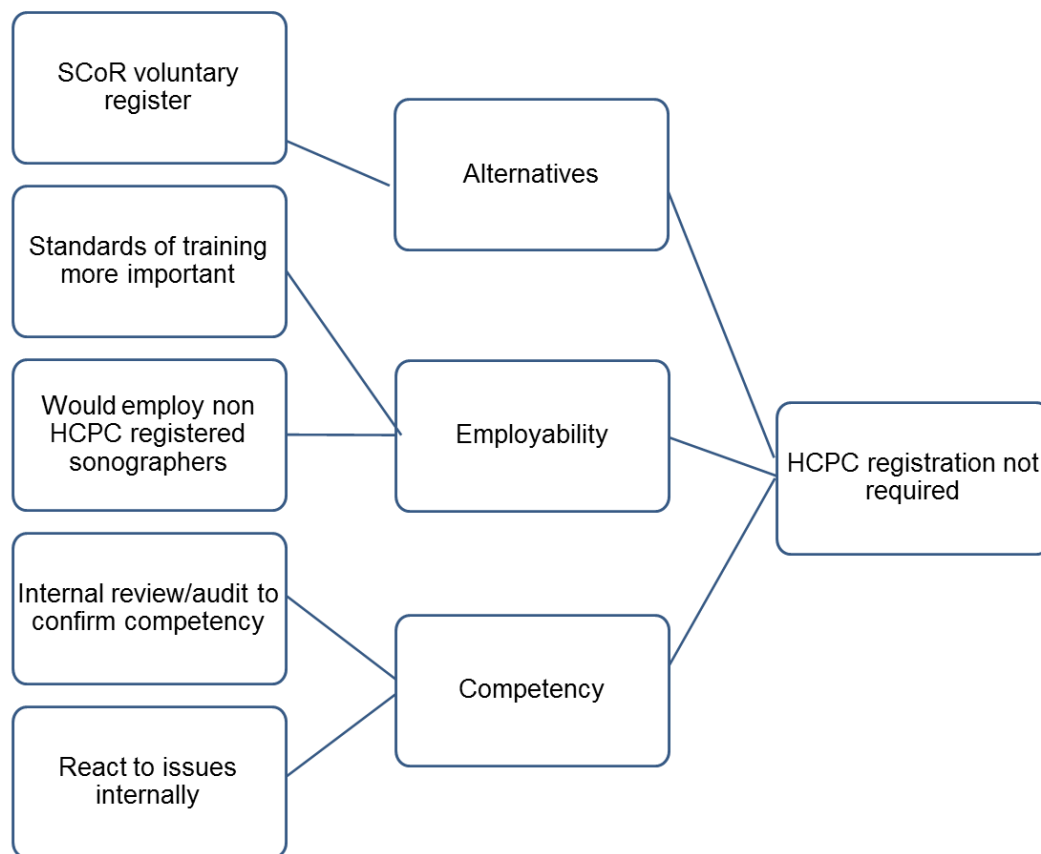 SCoR voluntary
register
Standards of training
more important
Would employ non
HCPC registered
sonographers
Internal review/audit to
confirm competency
React to issues
internally
Alternatives
Employability
Competency
HCPC registration not
required